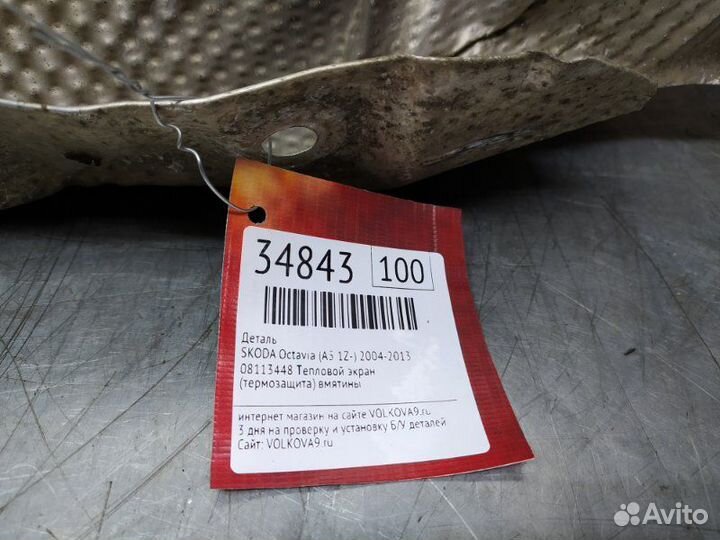 34843 100
Деталь
SKODA Octavia (A5 1Z-) 2004-2013
08113448 Тепловой экран
(термозащита) вмятины
интернет магазин на сайте VOLKOVA9.ru
3 дня на проверку и установку Б/У деталей
Сайт: VOLKOVA9.ru
Avito